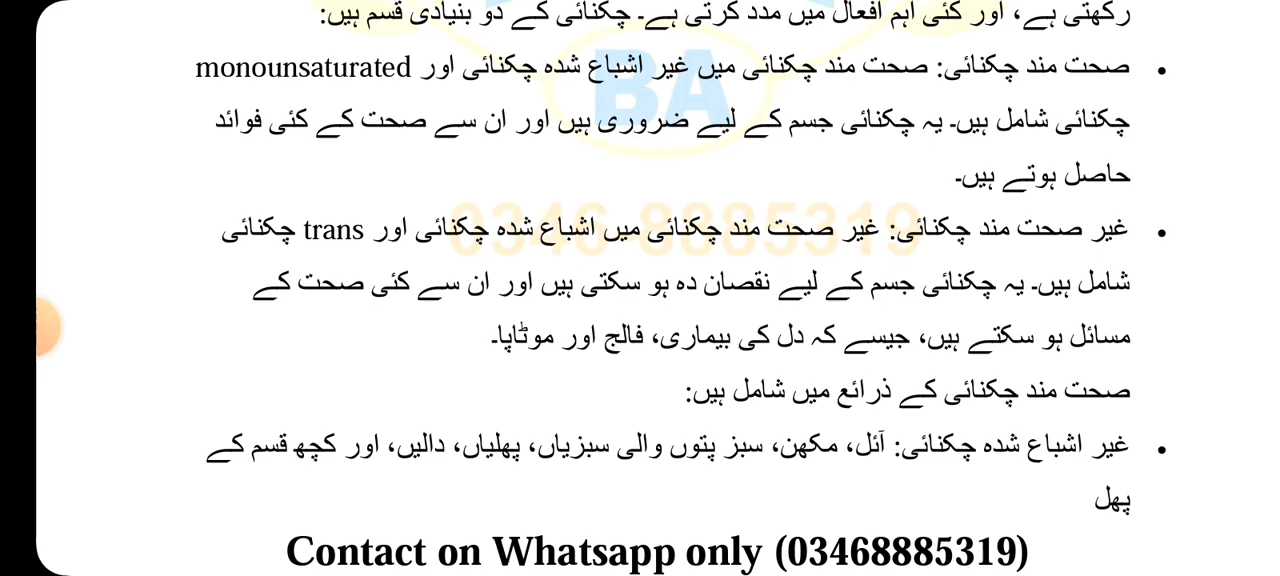 رکھتی ہے، اور کئی اہم افعال میں مدد کرتی ہے۔ چکنائی کے دو بنیادی قسم ہیں:
BA
• صحت مند چکنائی: صحت مند چکنائی میں غیر اشباع شدہ چکنائی اور monounsaturated
چکنائی شامل ہیں۔ یہ چکنائی جسم کے لیے ضروری ہیں اور ان سے صحت کے کئی فوائد
حاصل ہوتے ہیں۔
0346-8885319
• غیر صحت مند چکنائی: غیر صحت مند چکنائی میں اشباع شدہ چکنائی اور trans چکنائی
شامل ہیں۔ یہ چکنائی جسم کے لیے نقصان دہ ہو سکتی ہیں اور ان سے کئی صحت کے
مسائل ہو سکتے ہیں، جیسے کہ دل کی بیماری، فالج اور موٹاپا۔
صحت مند چکنائی کے ذرائع میں شامل ہیں:
• غیر اشباع شدہ چکنائی: آئل، مکھن، سبز پتوں والی سبزیاں، پھلیاں، دالیں، اور کچھ قسم کے
پھل
Contact on Whatsapp only (03468885319)